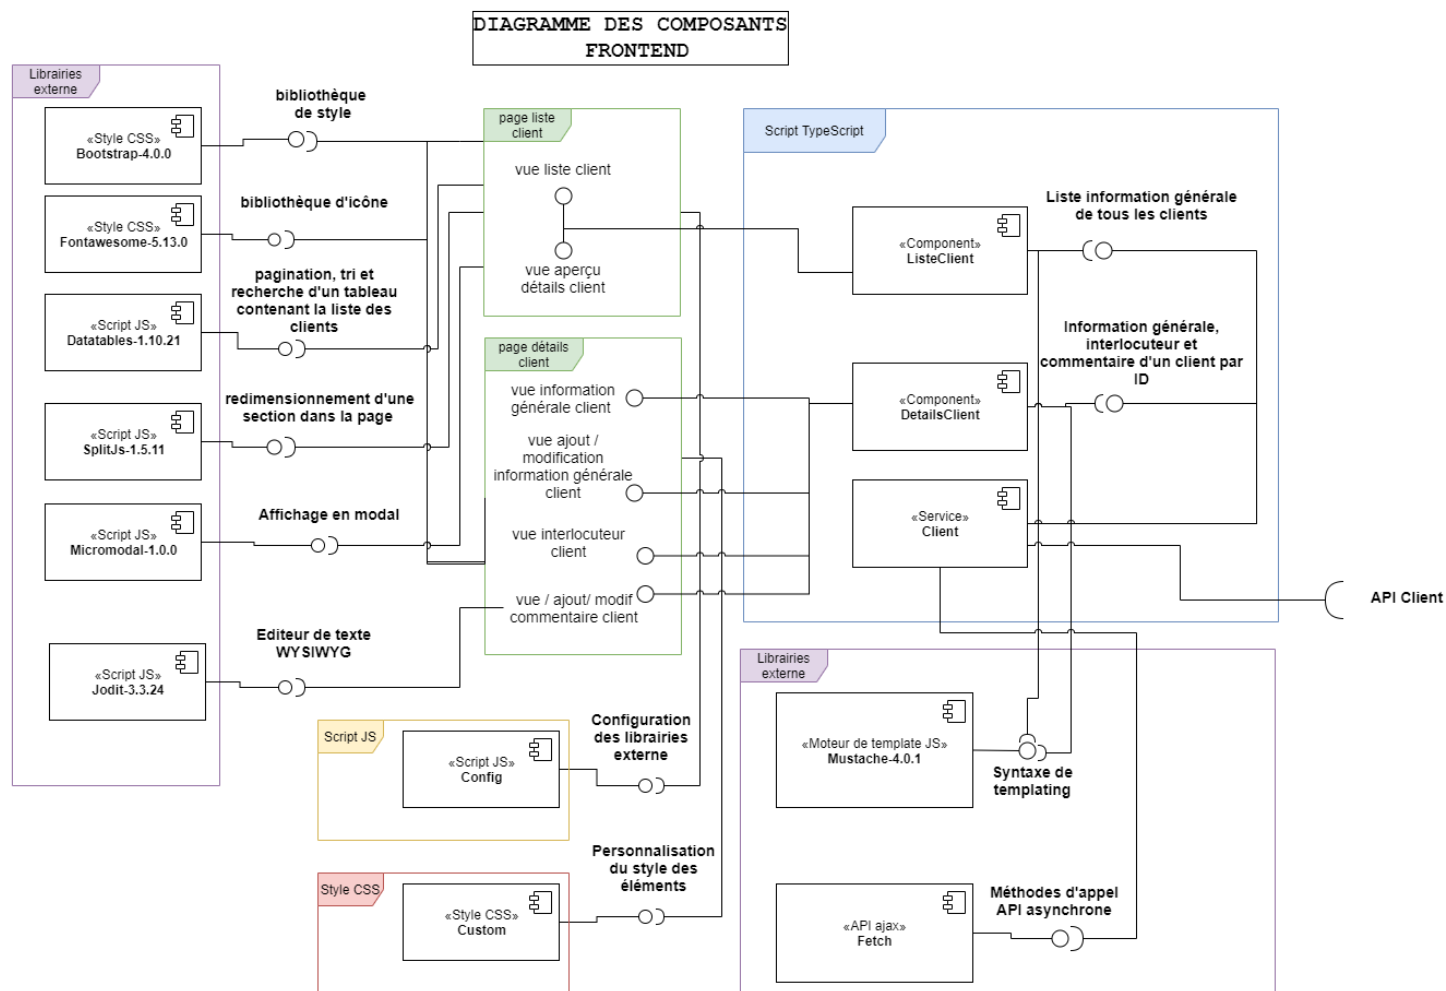 DIAGRAMME DES COMPOSANTS
FRONTEND
Librairies
externe
«Style CSS»
Bootstrap-4.0.0
bibliothèque
de style
«Style CSS»
Fontawesome-5.13.0
bibliothèque d'icône
«Script JS»
Datatables-1.10.21
pagination, tri et
recherche d'un tableau
contenant la liste des
clients
«Script JS»
SplitJs-1.5.11
redimensionnement d'une
section dans la page
«Script JS»
Micromodal-1.0.0
Affichage en modal
«Script JS»
Jodit-3.3.24
Editeur de texte
WYSIWYG
page liste
client
vue liste client
vue aperçu
détails client
page détails
client
vue information
générale client
vue ajout /
modification
information générale
client
vue interlocuteur
client
vue / ajout/ modif
commentaire client
Script TypeScript
«Component»
ListeClient
Liste information générale
de tous les clients
«Component»
DetailsClient
Information générale,
interlocuteur et
commentaire d'un client par
ID
«Service»
Client
API Client
Script JS
«Script JS»
Config
Configuration
des librairies
externe
Style CSS
«Style CSS»
Custom
Personnalisation
du style des
éléments
Librairies
externe
«Moteur de template JS»
Mustache-4.0.1
Syntaxe de
templating
«API ajax»
Fetch
Méthodes d'appel
API asynchrone